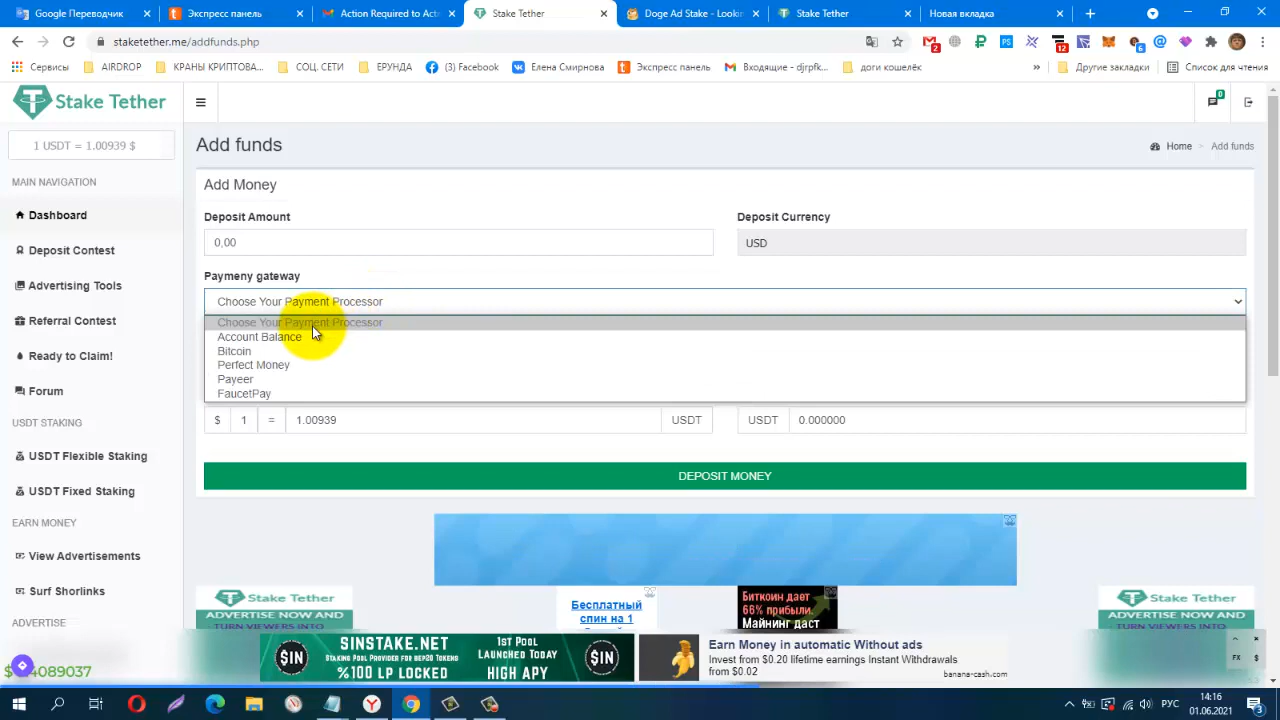 Google Переводчик
Экспресс панель
Action Required to Act
Stake Tether
Doge Ad Stake - Lookin
Stake Tether
Новая вкладка
staketether.me/addfunds.php
2
12
6
Сервисы
AIRDROP
КРАНЫ КРИПТОВА...
СОЦ. СЕТИ
ЕРУНДА
(3) Facebook
Елена Смирнова
Экспресс панель
Входящие - djrpfk...
доги кошелёк
»
Другие закладки
Список для чтения
Stake Tether
0
1 USDT = 1.00939 $
Add funds
Home > Add funds
MAIN NAVIGATION
Dashboard
Deposit Contest
Advertising Tools
Referral Contest
Ready to Claim!
Forum
USDT STAKING
USDT Flexible Staking
USDT Fixed Staking
EARN MONEY
View Advertisements
Surf Shorlinks
ADVERTISE
Add Money
Deposit Amount
Deposit Currency
0,00
USD
Paymeny gateway
Choose Your Payment Processor
Choose Your Payment Processor
Account Balance
Bitcoin
Perfect Money
Payeer
FaucetPay
$ 1 = 1.00939 USDT
USDT 0.000000
DEPOSIT MONEY
Stake Tether
ADVERTISE NOW AND
TURN VIEWERS INTO
Бесплатный
спин на 1
Биткоин дает
66% прибыли.
Майнинг даст
Stake Tether
ADVERTISE NOW AND
TURN VIEWERS INTO
$IN
SINSTAKE.NET
STAKING POOL PROVIDER FOR BEP20 TOKENS
%100 LP LOCKED
1ST POOL
LAUNCHED TODAY
HIGH APY
$IN
Earn Money in automatic Without ads
Invest from $0.20 lifetime earnings Instant Withdrawals
from $0.02
banana-cash.com
FX
$
4089037
РУС
14:16
01.06.2021
3